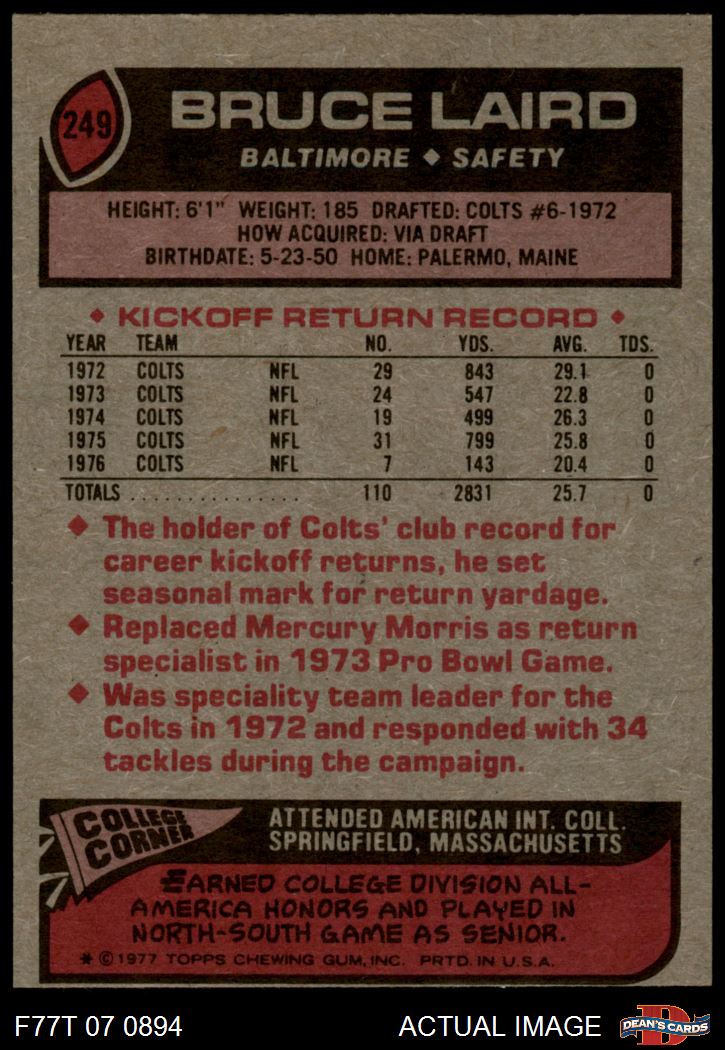 249
BRUCE LAIRD
BALTIMORE ♦ SAFETY
HEIGHT: 6'1" WEIGHT: 185 DRAFTED: COLTS #6-1972
HOW ACQUIRED: VIA DRAFT
BIRTHDATE: 5-23-50 HOME: PALERMO, MAINE
♦ KICKOFF RETURN RECORD ♦
YEAR TEAM NO. YDS. AVG. TDS.
1972 COLTS NFL 29 843 29.1 0
1973 COLTS NFL 24 547 22.8 0
1974 COLTS NFL 19 499 26.3 0
1975 COLTS NFL 31 799 25.8 0
1976 COLTS NFL 7 143 20.4 0
TOTALS . . . . . . . . . . . . . . . 110 2831 25.7 0
♦ The holder of Colts' club record for
career kickoff returns, he set
seasonal mark for return yardage.
♦ Replaced Mercury Morris as return
specialist in 1973 Pro Bowl Game.
♦ Was speciality team leader for the
Colts in 1972 and responded with 34
tackles during the campaign.
COLLEGE
CORNER
ATTENDED AMERICAN INT. COLL.
SPRINGFIELD, MASSACHUSETTS
EARNED COLLEGE DIVISION ALL-
AMERICA HONORS AND PLAYED IN
NORTH-SOUTH GAME AS SENIOR.
* © 1977 TOPPS CHEWING GUM, INC. PRTD. IN U.S.A.
F77T 07 0894 ACTUAL IMAGE
D
DEAN'S CARDS